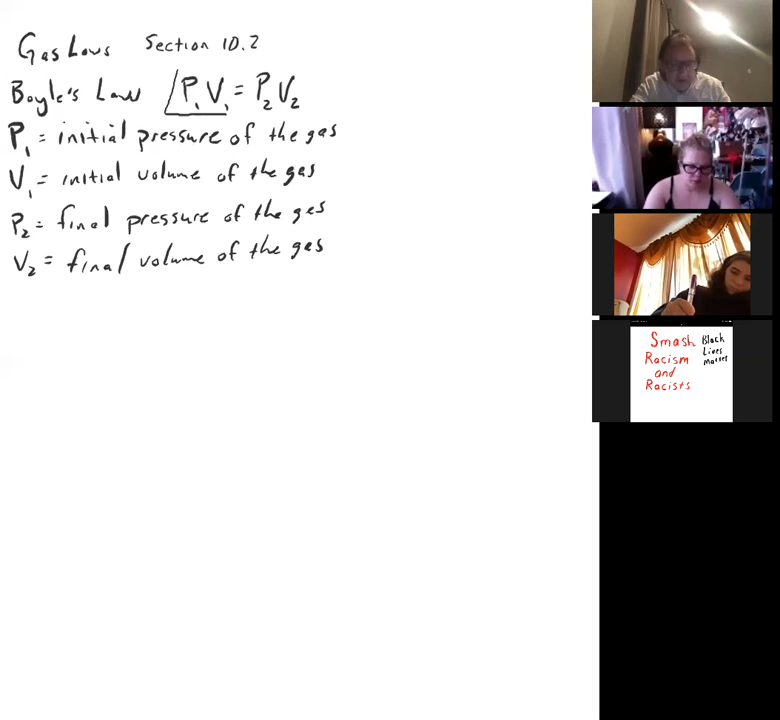 Gas Laws Section 10.2
Boyle's Law P₁V₁ = P₂V₂
P₁ = initial pressure of the gas
V₁ = initial volume of the gas
P₂ = final pressure of the gas
V₂ = final volume of the gas
Smash
Racism
and
Racists
Black
Lives
Matter